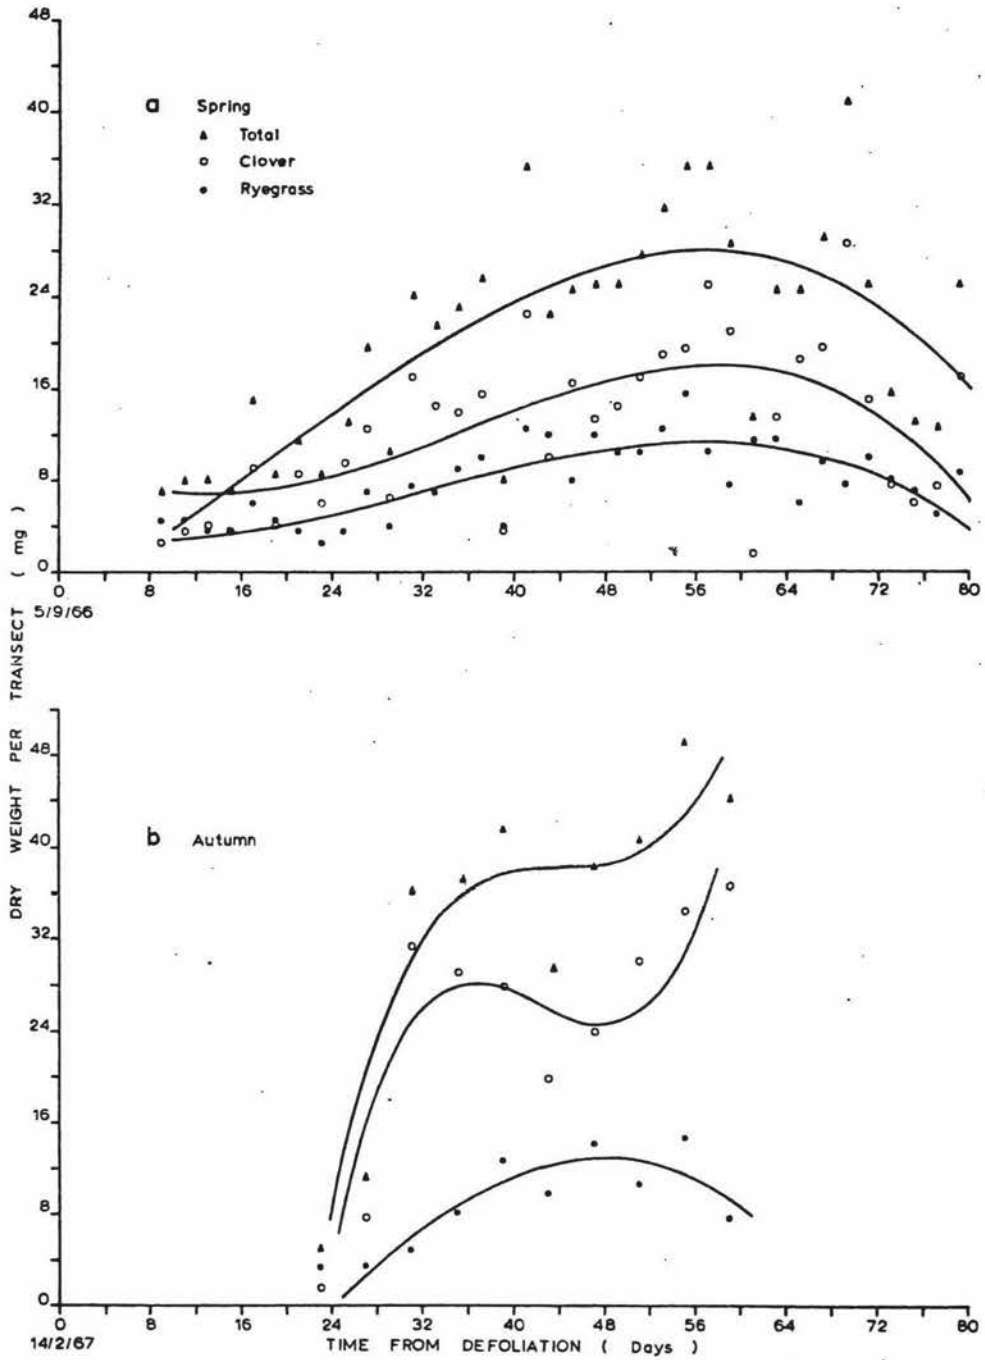 48
40
32
24
16
8
0
a Spring
▲ Total
○ Clover
● Ryegrass
0 8 16 24 32 40 48 56 64 72 80
5/9/66
DRY WEIGHT PER TRANSECT ( mg )
48
40
32
24
16
8
0
b Autumn
0 8 16 24 32 40 48 56 64 72 80
14/2/67
TIME FROM DEFOLIATION ( Days )